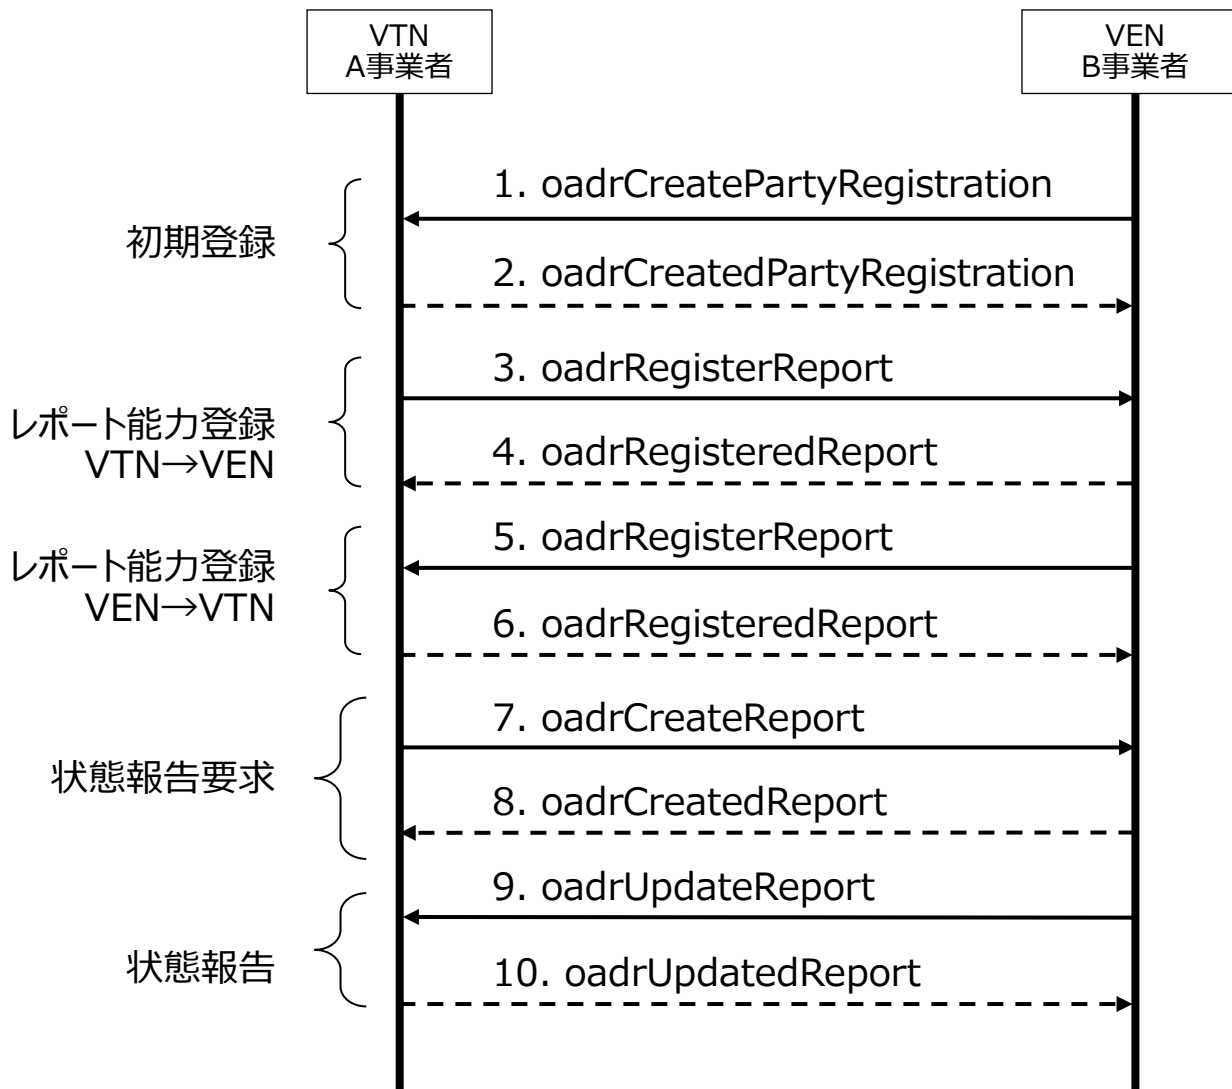 VTN
A事業者
VEN
B事業者
初期登録
1. oadrCreatePartyRegistration
2. oadrCreatedPartyRegistration
レポート能力登録
VTN→VEN
3. oadrRegisterReport
4. oadrRegisteredReport
レポート能力登録
VEN→VTN
5. oadrRegisterReport
6. oadrRegisteredReport
状態報告要求
7. oadrCreateReport
8. oadrCreatedReport
状態報告
9. oadrUpdateReport
10. oadrUpdatedReport